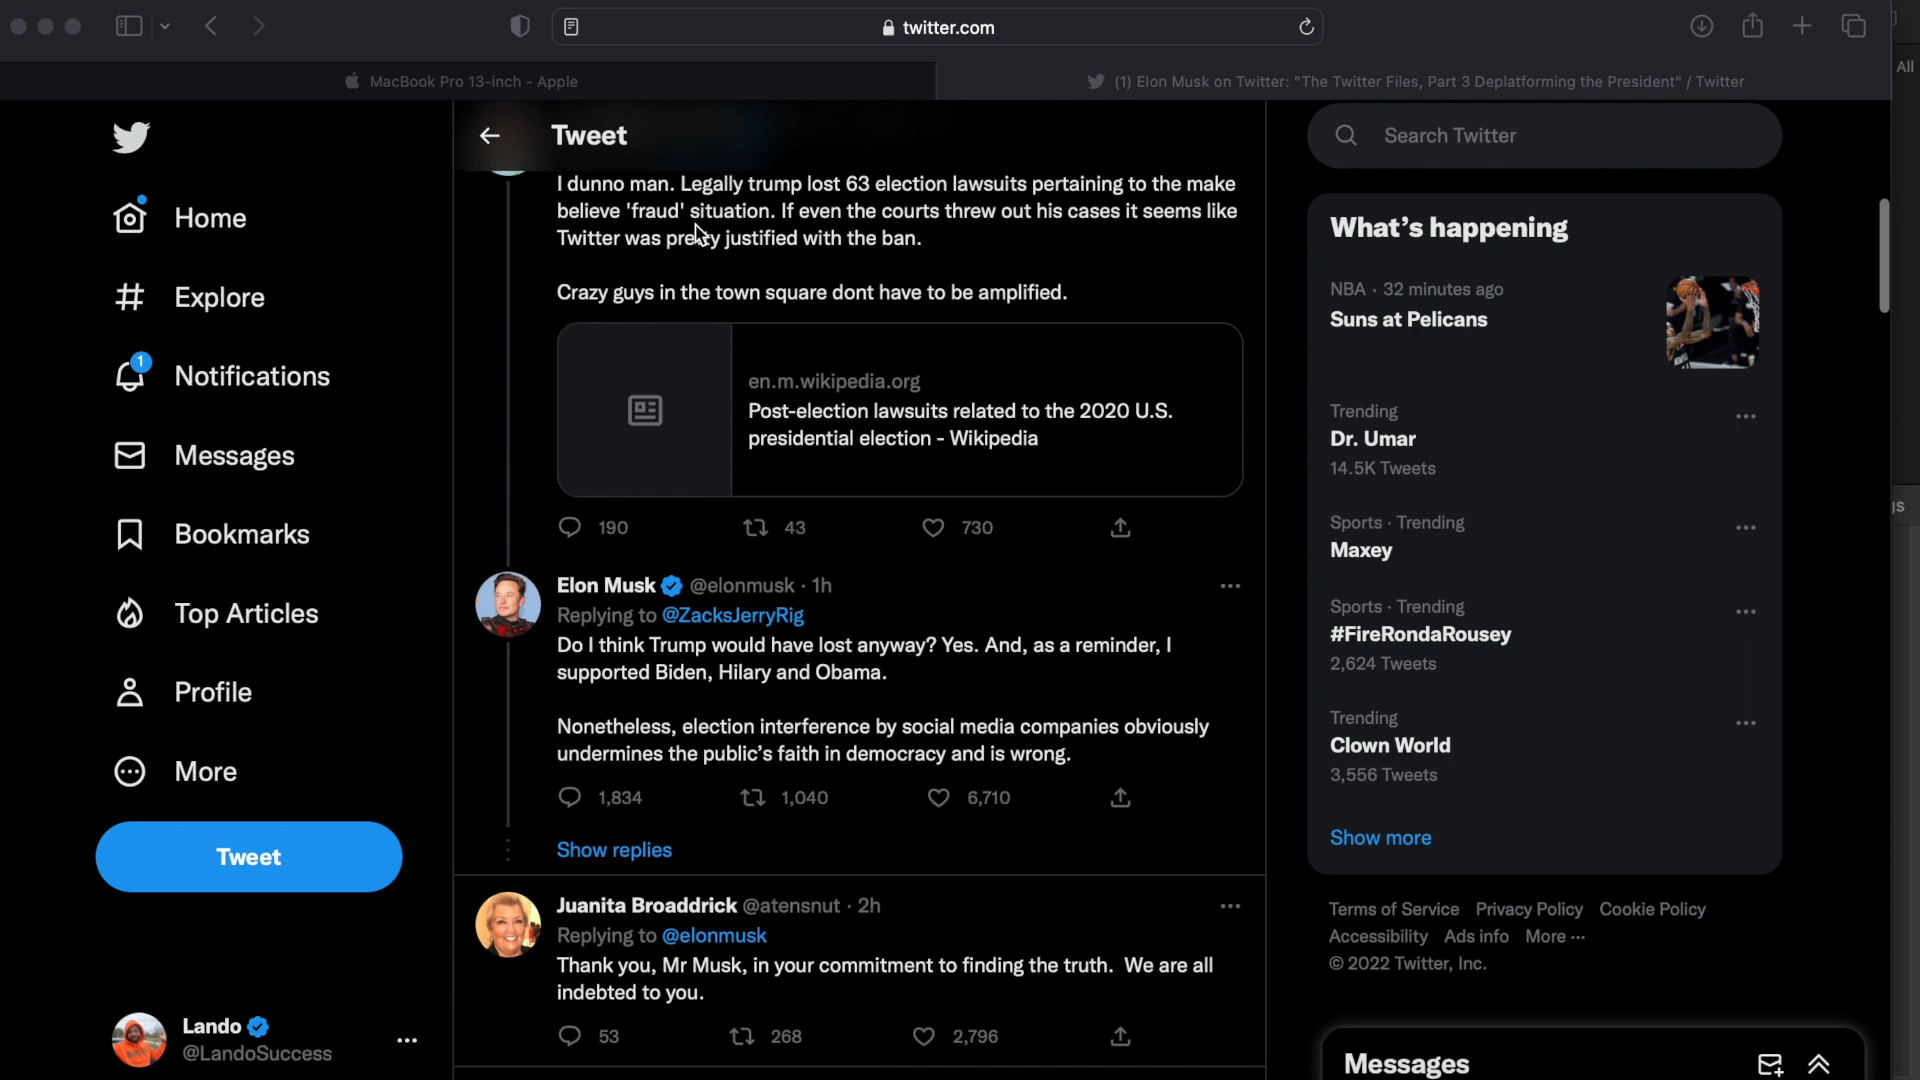 twitter.com
All
MacBook Pro 13-inch - Apple
(1) Elon Musk on Twitter: "The Twitter Files, Part 3 Deplatforming the President" / Twitter
Home
Explore
1
Notifications
Messages
Bookmarks
Top Articles
Profile
More
Tweet
Lando
@LandoSuccess
Tweet
I dunno man. Legally trump lost 63 election lawsuits pertaining to the make
believe 'fraud' situation. If even the courts threw out his cases it seems like
Twitter was pretty justified with the ban.
Crazy guys in the town square dont have to be amplified.
en.m.wikipedia.org
Post-election lawsuits related to the 2020 U.S.
presidential election - Wikipedia
190 43 730
Elon Musk @elonmusk · 1h
Replying to @ZacksJerryRig
Do I think Trump would have lost anyway? Yes. And, as a reminder, I
supported Biden, Hilary and Obama.
Nonetheless, election interference by social media companies obviously
undermines the public’s faith in democracy and is wrong.
1,834 1,040 6,710
Show replies
Juanita Broaddrick @atensnut · 2h
Replying to @elonmusk
Thank you, Mr Musk, in your commitment to finding the truth. We are all
indebted to you.
53 268 2,796
Search Twitter
What’s happening
NBA · 32 minutes ago
Suns at Pelicans
Trending
Dr. Umar
14.5K Tweets
Sports · Trending
Maxey
Sports · Trending
#FireRondaRousey
2,624 Tweets
Trending
Clown World
3,556 Tweets
Show more
Terms of Service Privacy Policy Cookie Policy
Accessibility Ads info More ···
© 2022 Twitter, Inc.
Messages